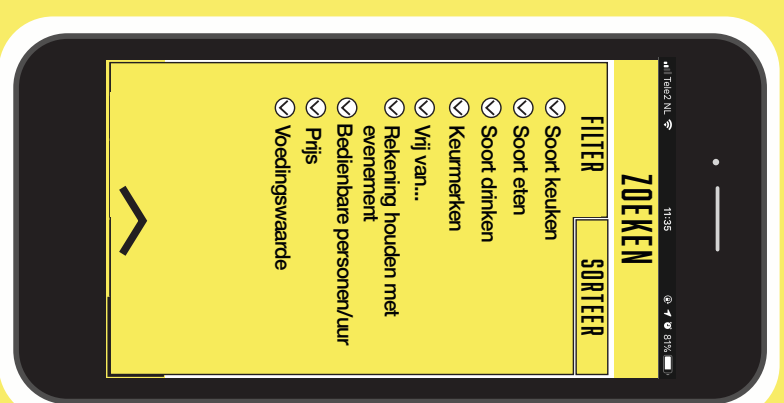 Tele2 NL 11:35 81%
ZOEKEN
FILTER SORTEER
Soort keuken
Soort eten
Soort drinken
Keurmerken
Vrij van...
Rekening houden met
evenement
Bedienbare personen/uur
Prijs
Voedingswaarde